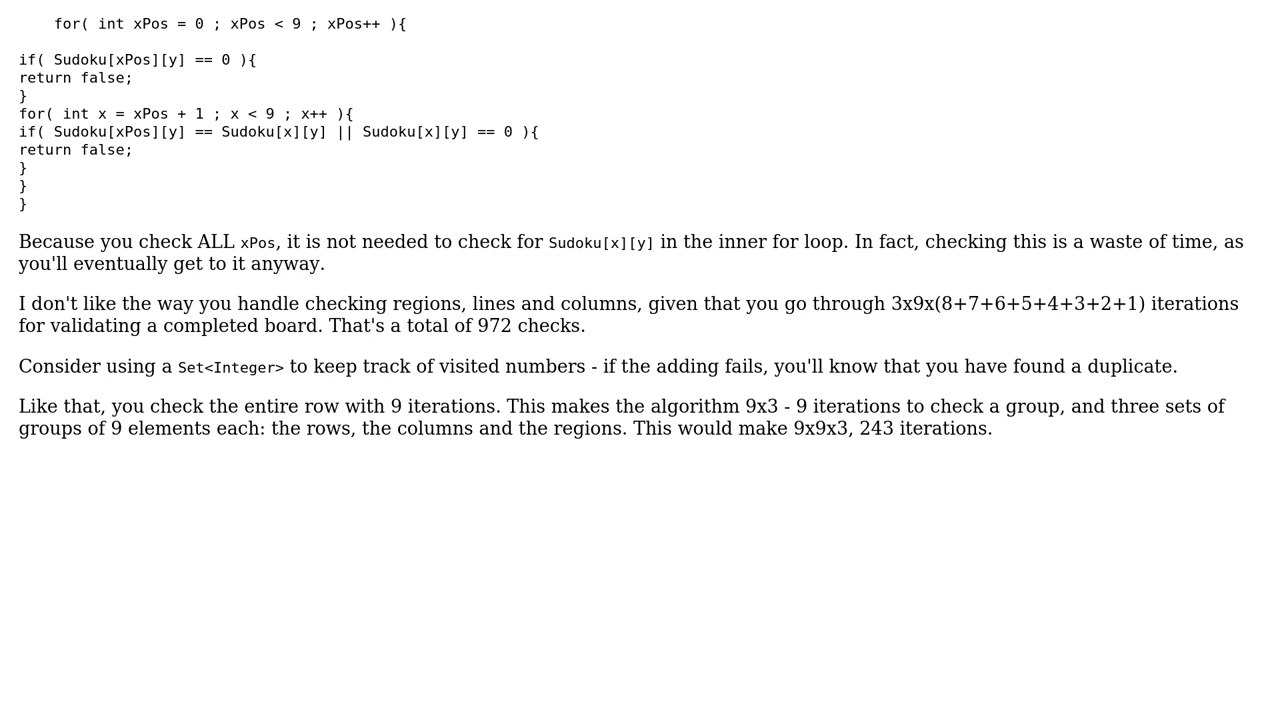 for( int xPos = 0 ; xPos < 9 ; xPos++ ){
if( Sudoku[xPos][y] == 0 ){
return false;
}
for( int x = xPos + 1 ; x < 9 ; x++ ){
if( Sudoku[xPos][y] == Sudoku[x][y] || Sudoku[x][y] == 0 ){
return false;
}
}
}
Because you check ALL xPos, it is not needed to check for Sudoku[x][y] in the inner for loop. In fact, checking this is a waste of time, as
you'll eventually get to it anyway.
I don't like the way you handle checking regions, lines and columns, given that you go through 3x9x(8+7+6+5+4+3+2+1) iterations
for validating a completed board. That's a total of 972 checks.
Consider using a Set<Integer> to keep track of visited numbers - if the adding fails, you'll know that you have found a duplicate.
Like that, you check the entire row with 9 iterations. This makes the algorithm 9x3 - 9 iterations to check a group, and three sets of
groups of 9 elements each: the rows, the columns and the regions. This would make 9x9x3, 243 iterations.